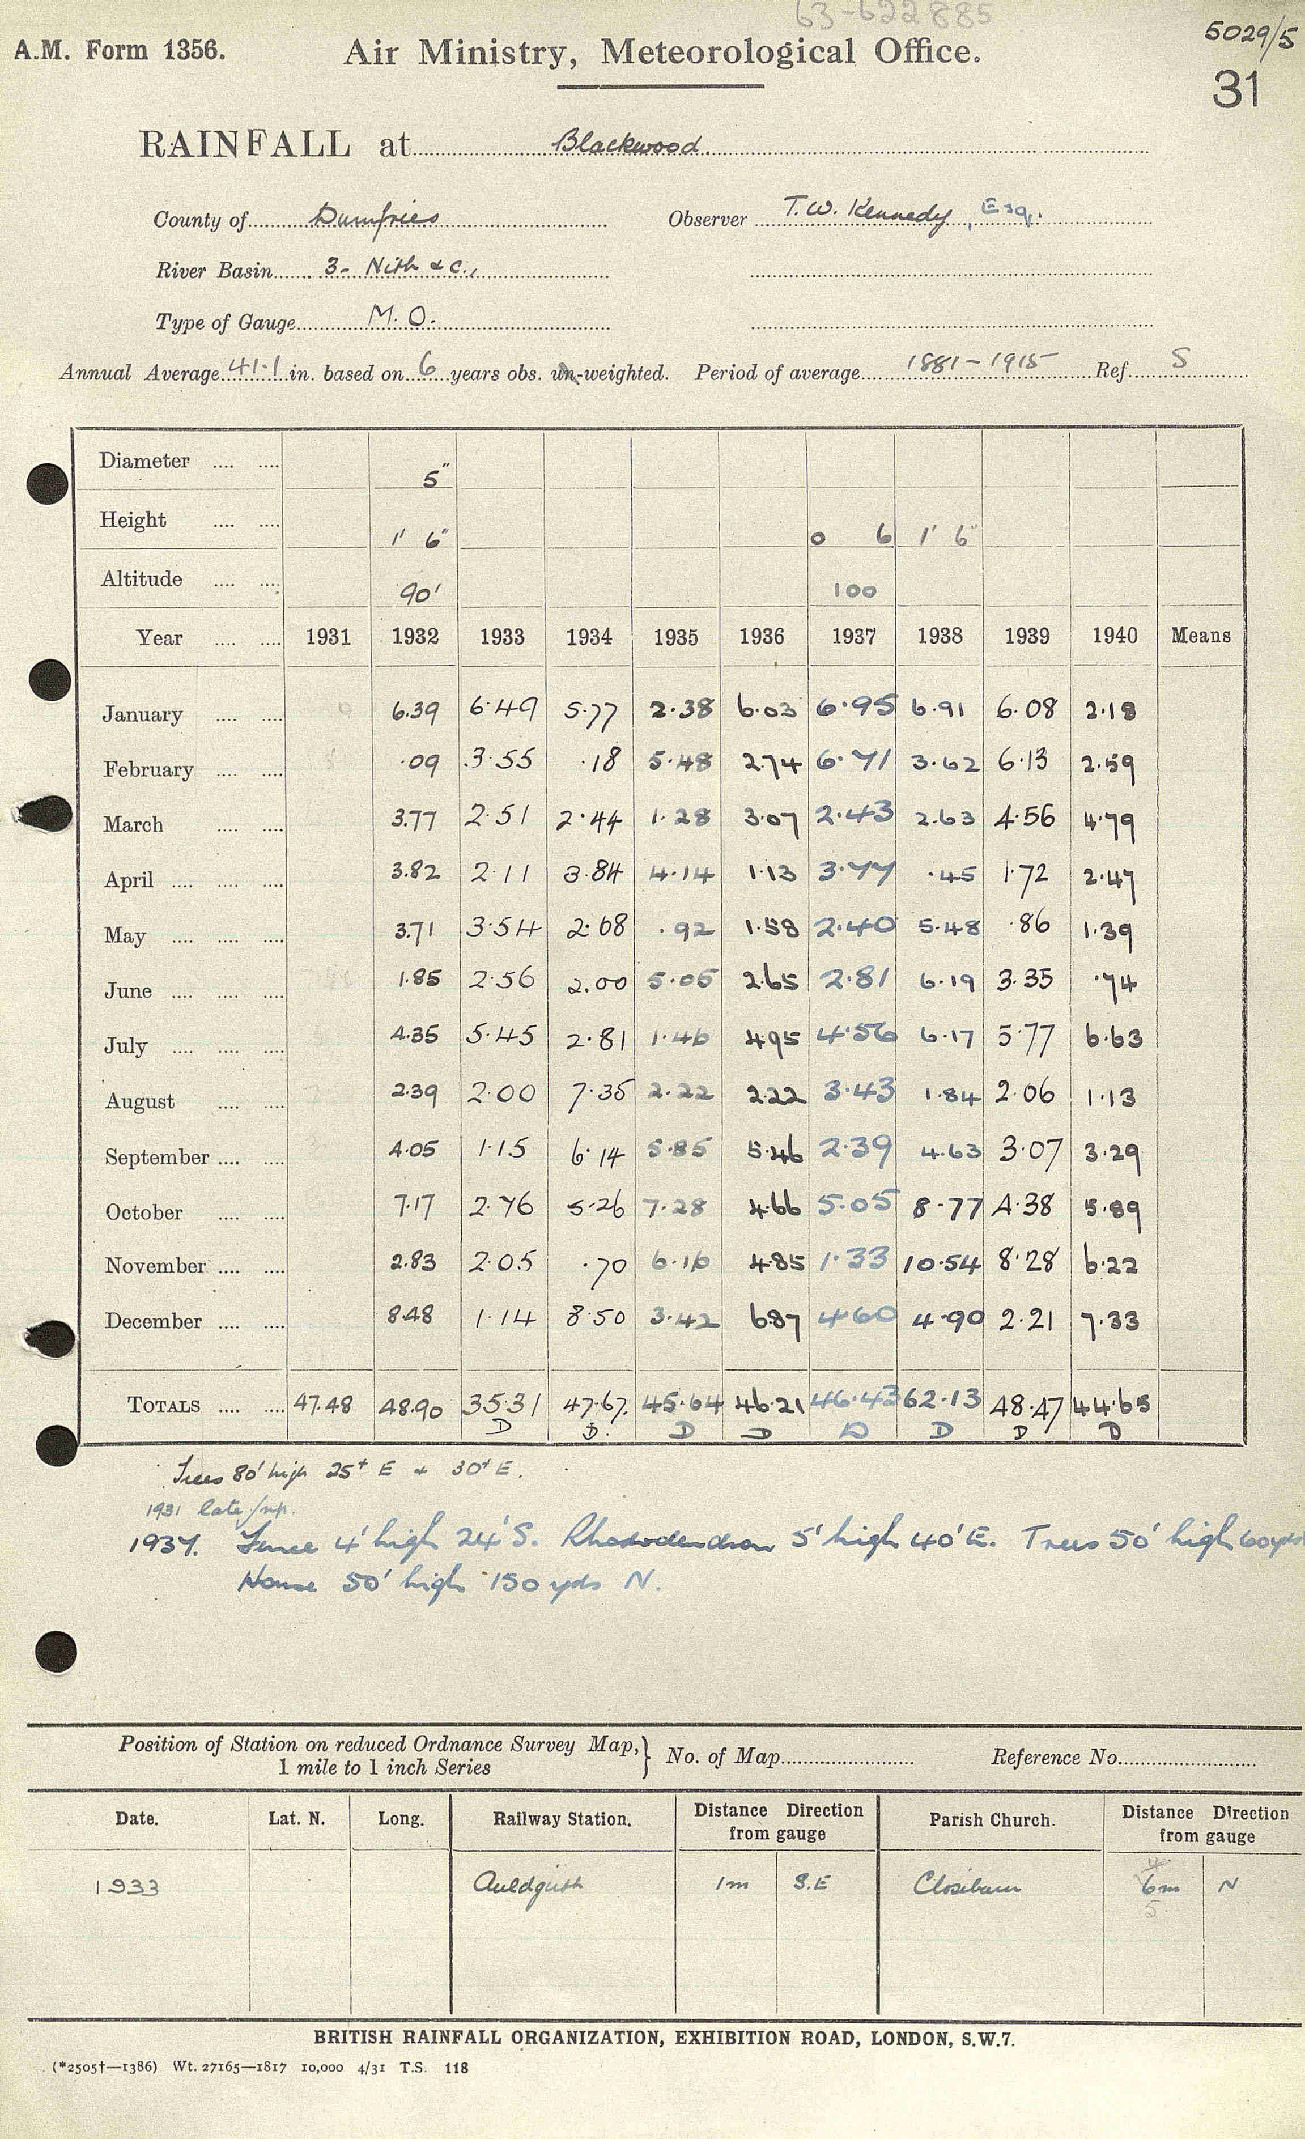 63-622885
A.M. Form 1356. Air Ministry, Meteorological Office. 5029/5
31
RAINFALL at Blackwood
County of Dumfries Observer T.W. Kennedy, Esq.
River Basin 3- Nith & c.,
Type of Gauge M.O.
Annual Average 41.1 in. based on 6 years obs. un-weighted. Period of average 1881-1915 Ref. S
Diameter 5"
Height 1' 6" 0 6 1' 6"
Altitude 90' 100
Year 1931 1932 1933 1934 1935 1936 1937 1938 1939 1940 Means
January 6.39 6.49 5.77 2.38 6.03 6.95 6.91 6.08 2.18
February .09 3.55 .18 5.48 2.74 6.71 3.62 6.13 2.59
March 3.77 2.51 2.44 1.28 3.07 2.43 2.63 4.56 4.79
April 3.82 2.11 3.84 4.14 1.13 3.77 .45 1.72 2.47
May 3.71 3.54 2.68 .92 1.58 2.40 5.48 .86 1.39
June 1.85 2.56 2.00 5.05 2.65 2.81 6.19 3.35 .74
July 4.35 5.45 2.81 1.46 4.95 4.56 6.17 5.77 6.63
August 2.39 2.00 7.35 2.22 2.22 3.43 1.84 2.06 1.13
September 4.05 1.15 6.14 5.85 5.46 2.39 4.63 3.07 3.29
October 7.17 2.76 5.26 7.28 4.66 5.05 8.77 4.38 5.89
November 2.83 2.05 .70 6.16 4.85 1.33 10.54 8.28 6.22
December 8.48 1.14 8.50 3.42 6.87 4.60 4.90 2.21 7.33
TOTALS 47.48 48.90 35.31 47.67 45.64 46.21 46.43 62.13 48.47 44.65
D D D D D D D D
Trees 80' high 25+ E + 30+ E.
1931 late
1937. Fence 4' high 24' S. Rhododendron 5' high 40' E. Trees 50' high 60 yds
House 50' high 150 yds N.
Position of Station on reduced Ordnance Survey Map, } No. of Map Reference No.
1 mile to 1 inch Series
Date. Lat. N. Long. Railway Station. Distance Direction from gauge Parish Church. Distance Direction from gauge
4
1933 Auldgirth 1m S.E Closeburn 6m N
5
BRITISH RAINFALL ORGANIZATION, EXHIBITION ROAD, LONDON, S.W.7.
(*2505†—1386) Wt. 27165—1817 10,000 4/31 T.S. 118